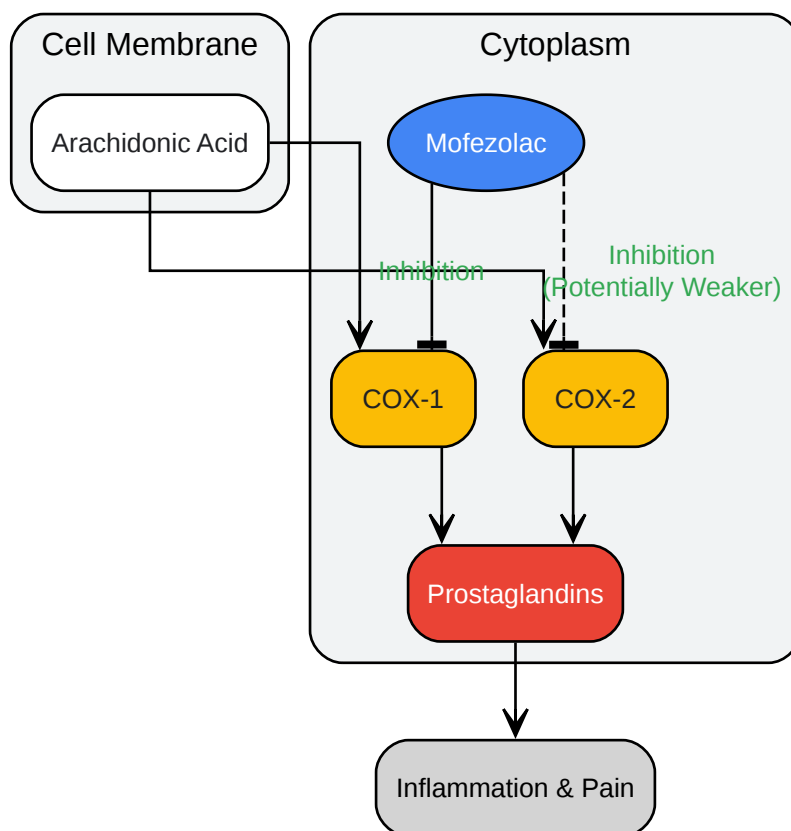 Cell Membrane
Cytoplasm
Arachidonic Acid
Mofezolac
Inhibition
Inhibition
(Potentially Weaker)
COX-1
COX-2
Prostaglandins
Inflammation & Pain